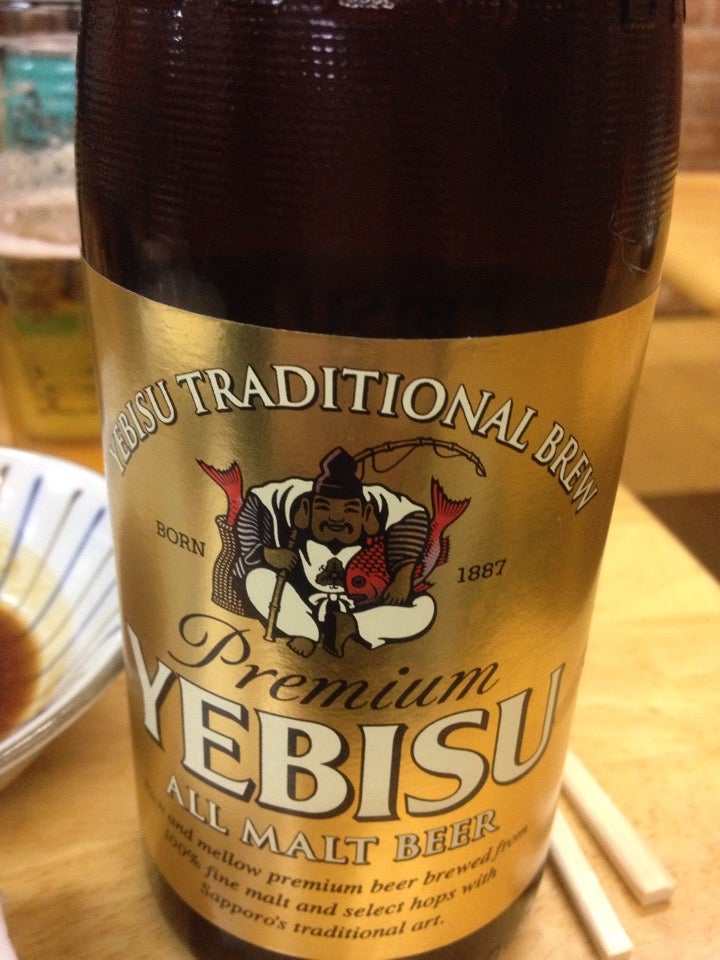 YEBISU TRADITIONAL BREW
BORN 1887
Premium
YEBISU
ALL MALT BEER
and mellow premium beer brewed from
100% fine malt and select hops with
Sapporo's traditional art.